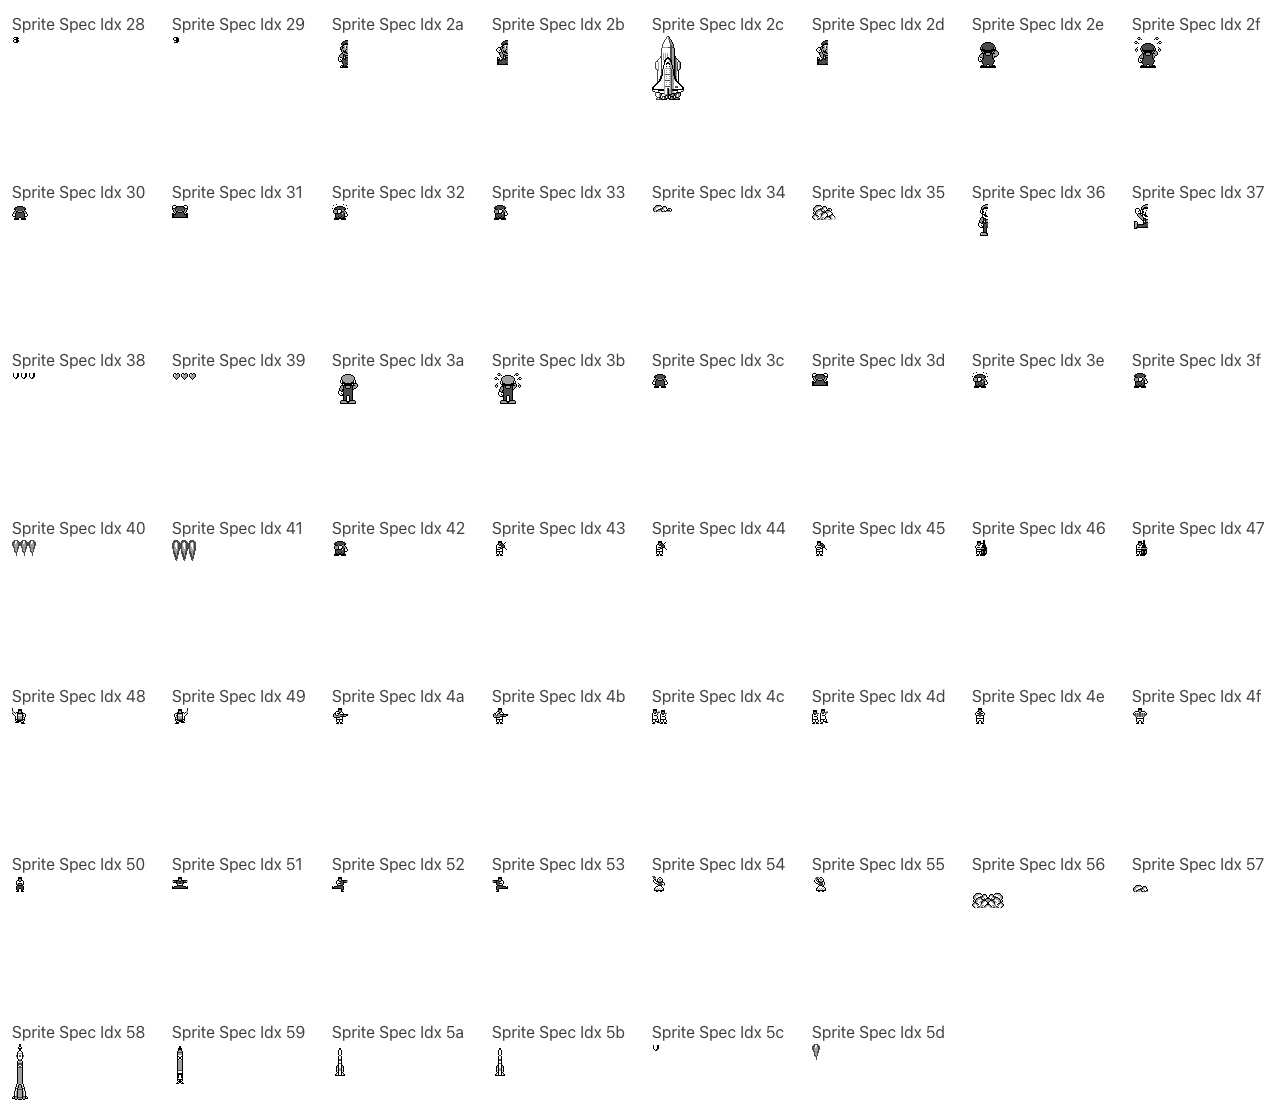 Sprite Spec Idx 28 Sprite Spec Idx 29 Sprite Spec Idx 2a Sprite Spec Idx 2b Sprite Spec Idx 2c Sprite Spec Idx 2d Sprite Spec Idx 2e Sprite Spec Idx 2f
Sprite Spec Idx 30 Sprite Spec Idx 31 Sprite Spec Idx 32 Sprite Spec Idx 33 Sprite Spec Idx 34 Sprite Spec Idx 35 Sprite Spec Idx 36 Sprite Spec Idx 37
Sprite Spec Idx 38 Sprite Spec Idx 39 Sprite Spec Idx 3a Sprite Spec Idx 3b Sprite Spec Idx 3c Sprite Spec Idx 3d Sprite Spec Idx 3e Sprite Spec Idx 3f
Sprite Spec Idx 40 Sprite Spec Idx 41 Sprite Spec Idx 42 Sprite Spec Idx 43 Sprite Spec Idx 44 Sprite Spec Idx 45 Sprite Spec Idx 46 Sprite Spec Idx 47
Sprite Spec Idx 48 Sprite Spec Idx 49 Sprite Spec Idx 4a Sprite Spec Idx 4b Sprite Spec Idx 4c Sprite Spec Idx 4d Sprite Spec Idx 4e Sprite Spec Idx 4f
Sprite Spec Idx 50 Sprite Spec Idx 51 Sprite Spec Idx 52 Sprite Spec Idx 53 Sprite Spec Idx 54 Sprite Spec Idx 55 Sprite Spec Idx 56 Sprite Spec Idx 57
Sprite Spec Idx 58 Sprite Spec Idx 59 Sprite Spec Idx 5a Sprite Spec Idx 5b Sprite Spec Idx 5c Sprite Spec Idx 5d